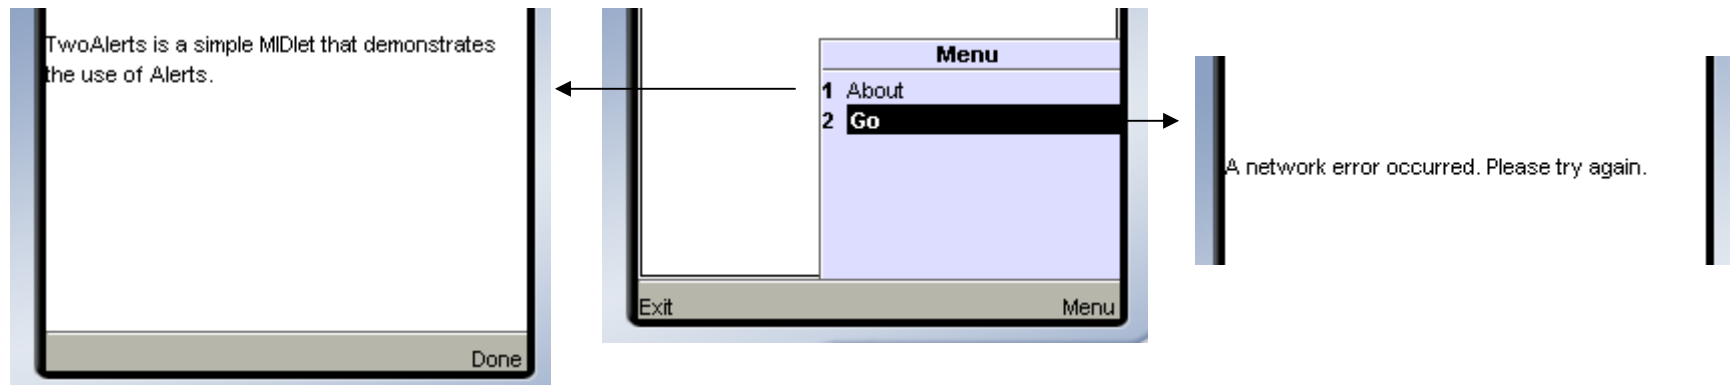 TwoAlerts is a simple MIDlet that demonstrates
the use of Alerts.
Done
Menu
1 About
2 Go
Exit Menu
A network error occurred. Please try again.